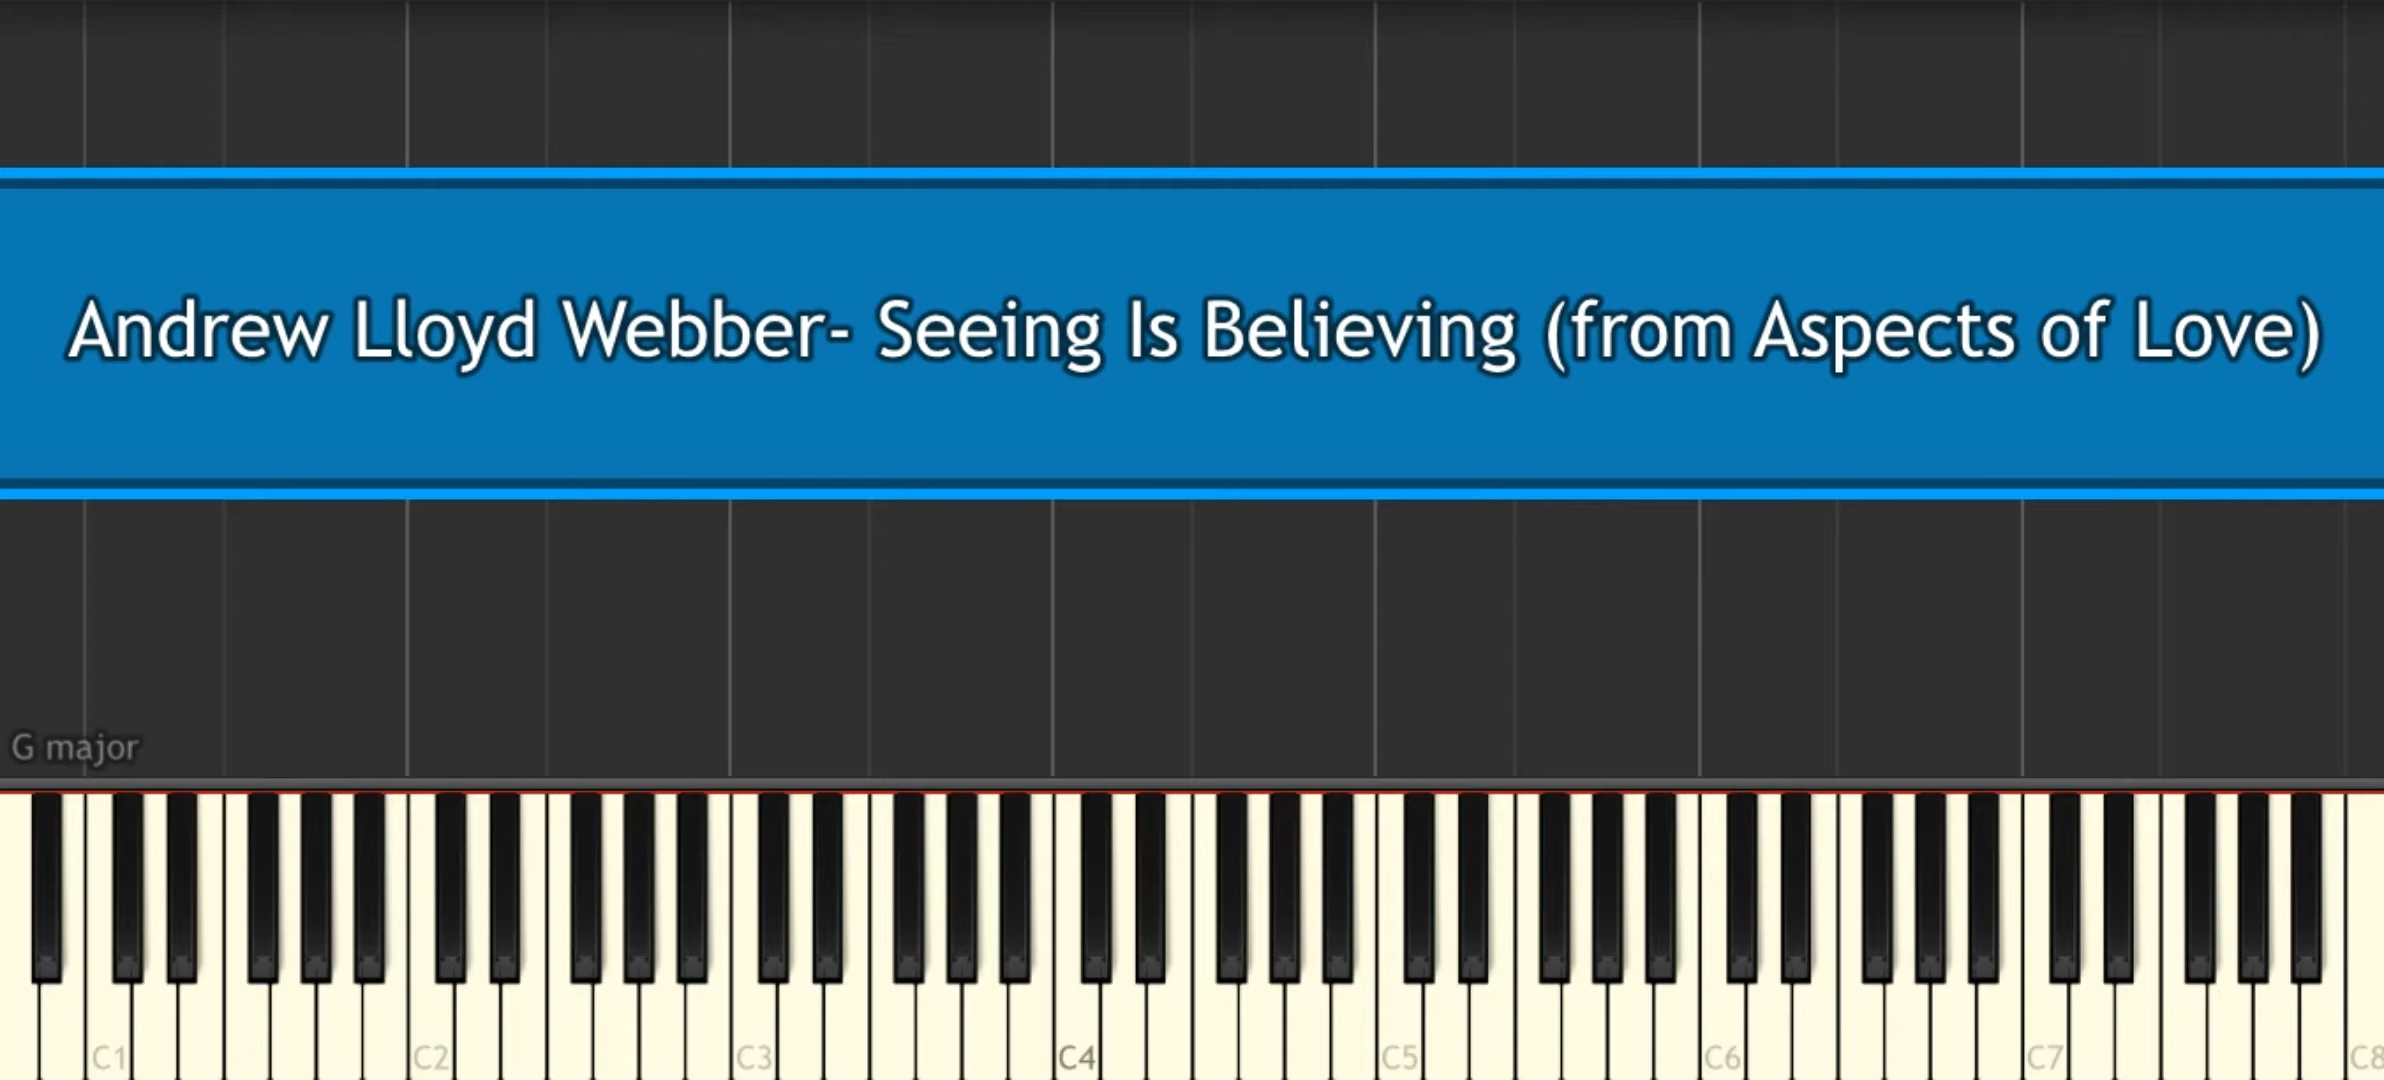 Andrew Lloyd Webber- Seeing Is Believing (from Aspects of Love)
G major
C1 C2 C3 C4 C5 C6 C7 C8